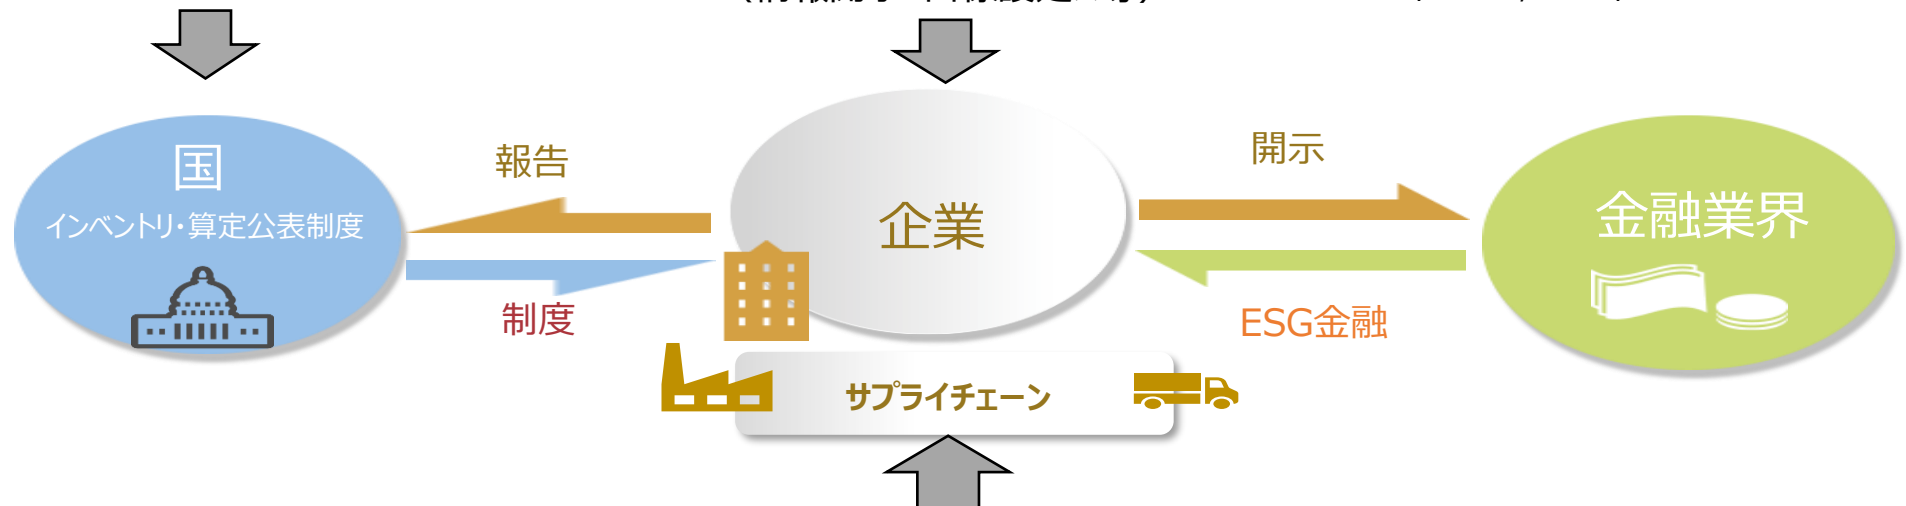 報告
開示
国
インベントリ・算定公表制度
企業
金融業界
制度
ESG金融
サプライチェーン